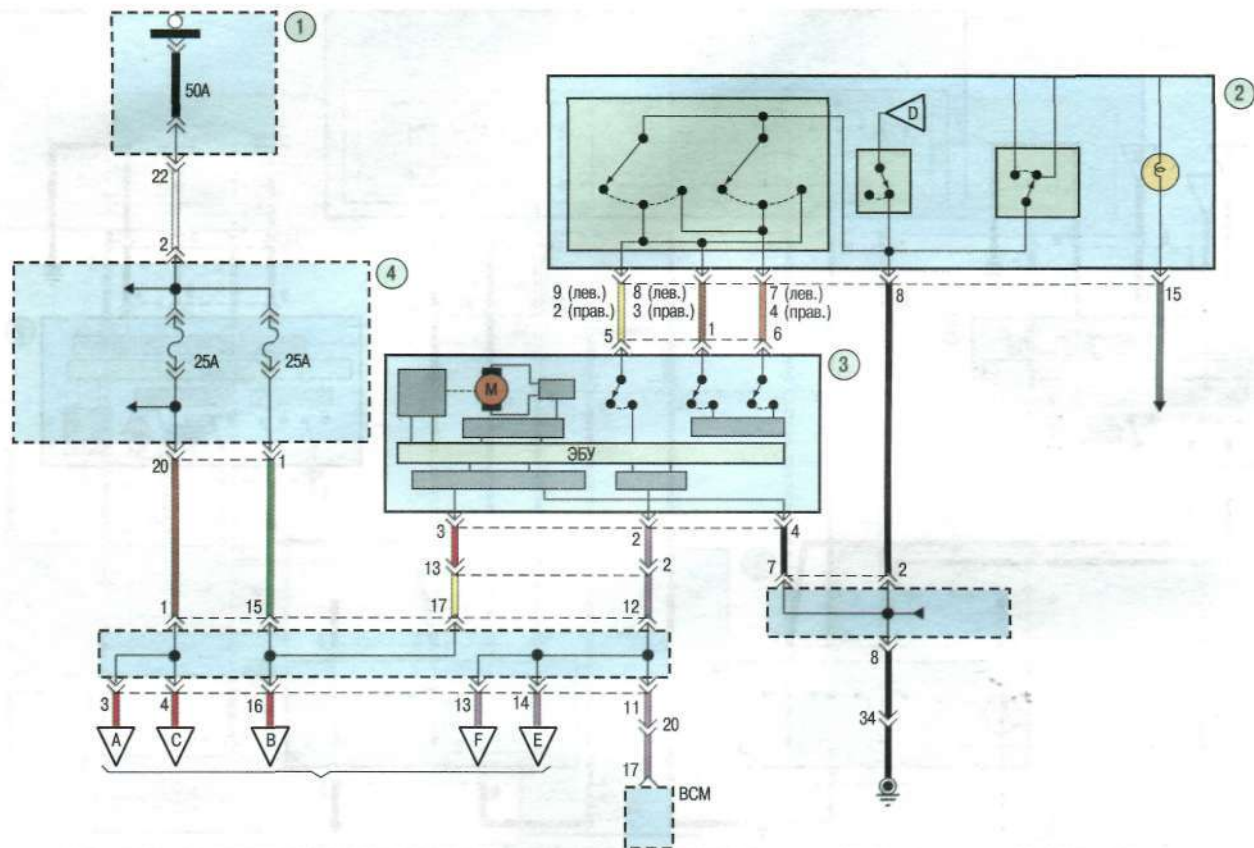 1
50A
2
D
22
2
4
9 (лев.) 8 (лев.) 7 (лев.) 8 15
2 (прав.) 3 (прав.) 4 (прав.)
5 1 6
25A 25A
3
M
ЭБУ
20 1
3 2 4
13 2 7 2
1 15 17 12
8
3 4 16 13 14 11
20 34
A C B F E
17
BCM